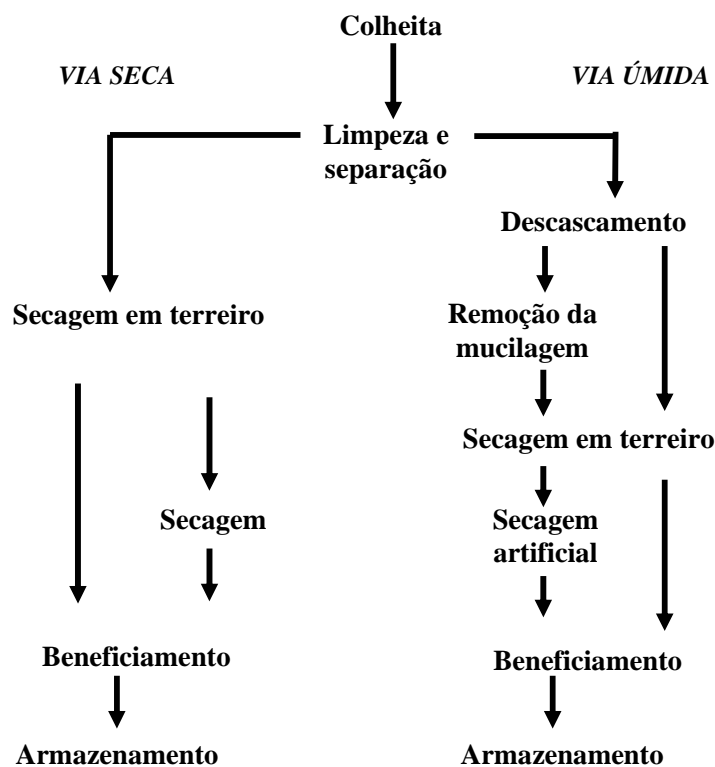 Colheita
VIA SECA
VIA ÚMIDA
Limpeza e
separação
Descascamento
Secagem em terreiro
Remoção da
mucilagem
Secagem em terreiro
Secagem
Secagem
artificial
Beneficiamento
Beneficiamento
Armazenamento
Armazenamento